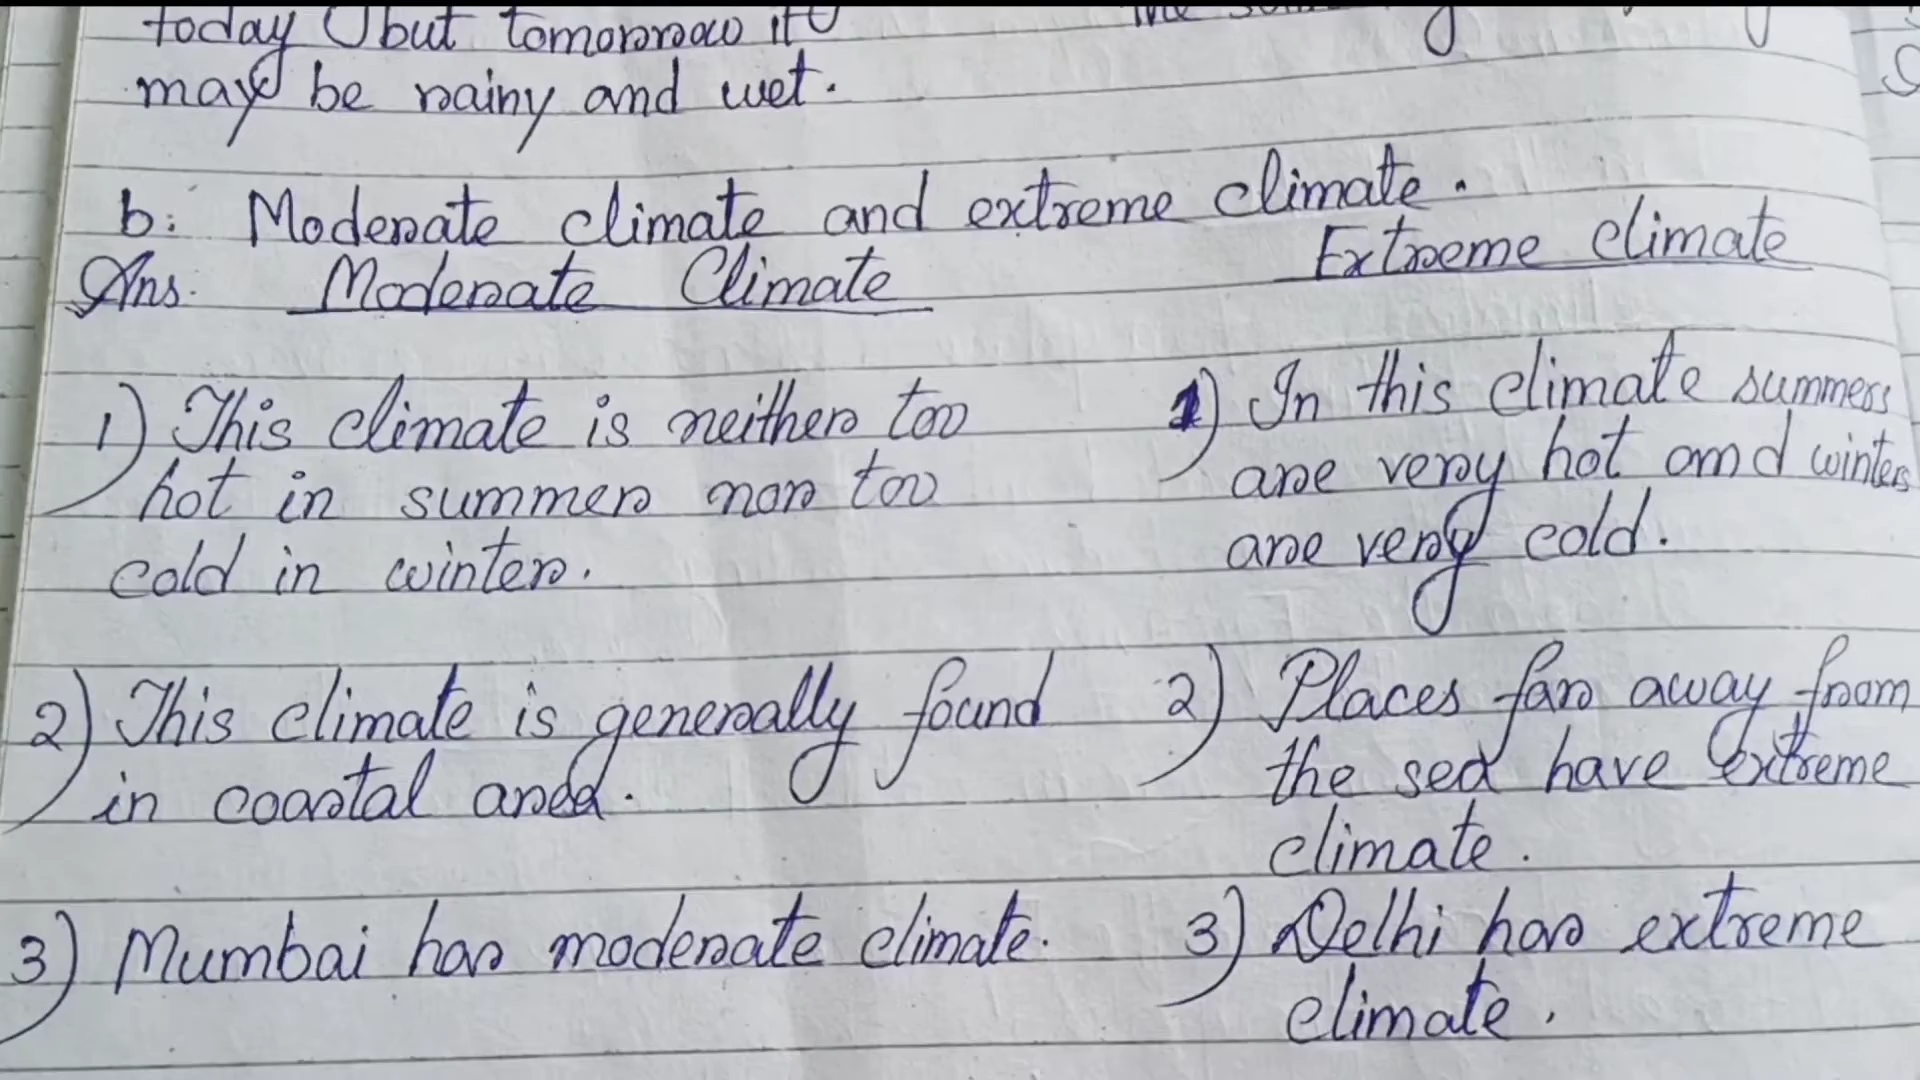 today but tomorrow it
may be rainy and wet.
b: Moderate climate and extreme climate.
Ans. Moderate Climate
Extreme climate
1) This climate is neither too
hot in summer nor too
cold in winter.
1) In this climate summers
are very hot and winters
are very cold.
2) This climate is generally found
in coastal area.
2) Places far away from
the sea have extreme
climate.
3) Mumbai has moderate climate.
3) Delhi has extreme
climate.